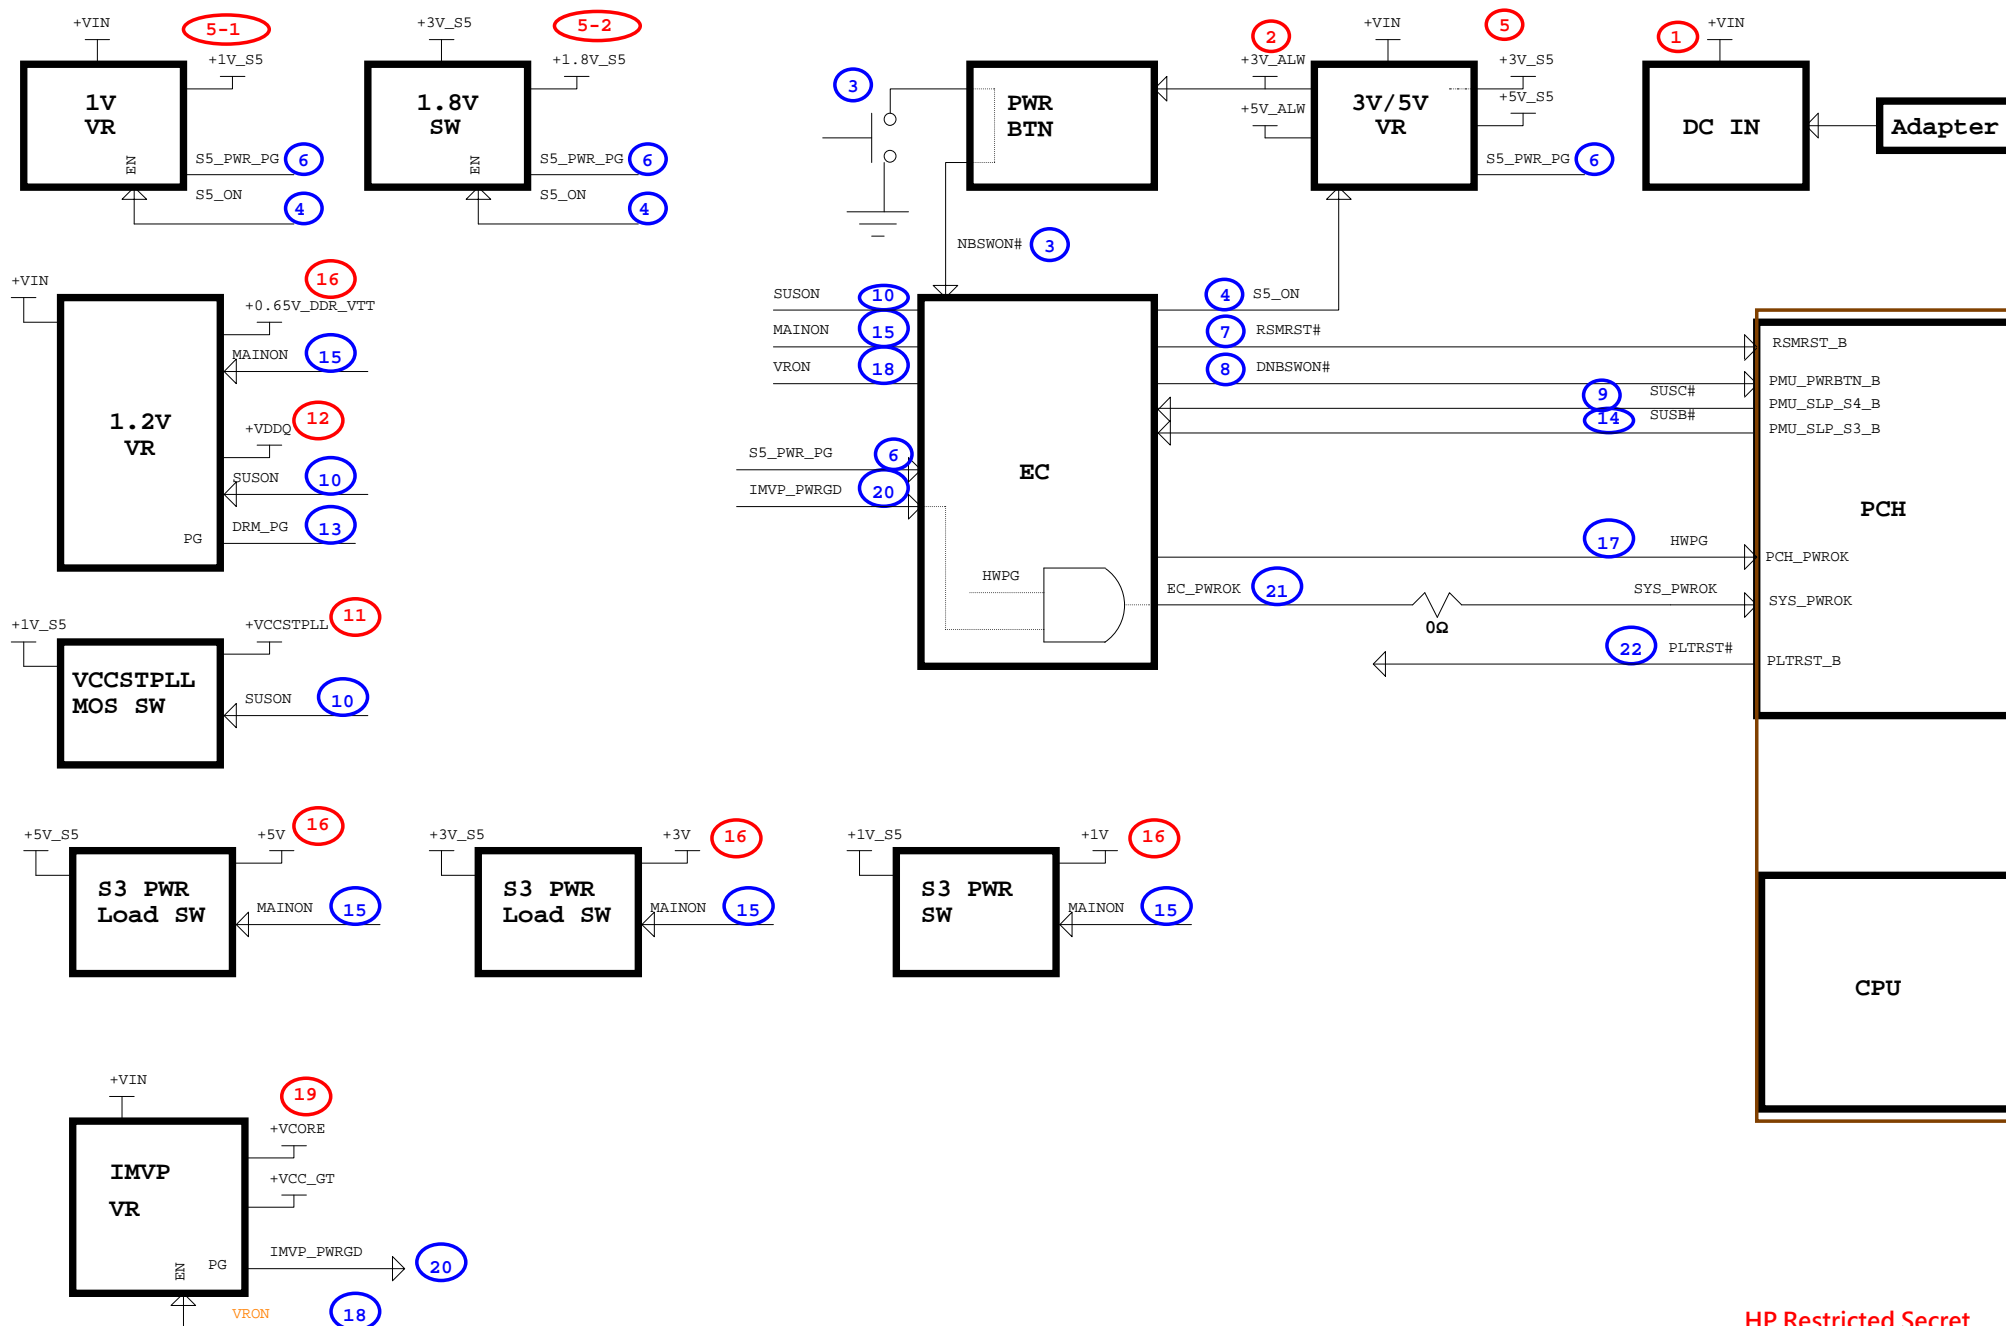 +VIN
5-1
+1V_S5
1V
VR
EN
S5_PWR_PG
6
S5_ON
4
+3V_S5
5-2
+1.8V_S5
1.8V
SW
EN
S5_PWR_PG
6
S5_ON
4
3
PWR
BTN
NBSWON#
3
2
+3V_ALW
+5V_ALW
+VIN
5
+3V_S5
+5V_S5
3V/5V
VR
S5_PWR_PG
6
1
+VIN
DC IN
Adapter
+VIN
16
+0.65V_DDR_VTT
MAINON
15
1.2V
VR
12
+VDDQ
SUSON
10
PG
DRM_PG
13
SUSON
10
MAINON
15
VRON
18
S5_PWR_PG
6
IMVP_PWRGD
20
EC
HWPG
4
S5_ON
7
RSMRST#
8
DNBSWON#
9
SUSC#
14
SUSB#
17
HWPG
EC_PWROK
21
0Ω
SYS_PWROK
22
PLTRST#
RSMRST_B
PMU_PWRBTN_B
PMU_SLP_S4_B
PMU_SLP_S3_B
PCH
PCH_PWROK
SYS_PWROK
PLTRST_B
+1V_S5
+VCCSTPLL
11
VCCSTPLL
MOS SW
SUSON
10
+5V_S5
+5V
16
S3 PWR
Load SW
MAINON
15
+3V_S5
+3V
16
S3 PWR
Load SW
MAINON
15
+1V_S5
+1V
16
S3 PWR
SW
MAINON
15
CPU
+VIN
19
+VCORE
IMVP
VR
+VCC_GT
IMVP_PWRGD
20
EN
PG
VRON
18
HP Restricted Secret